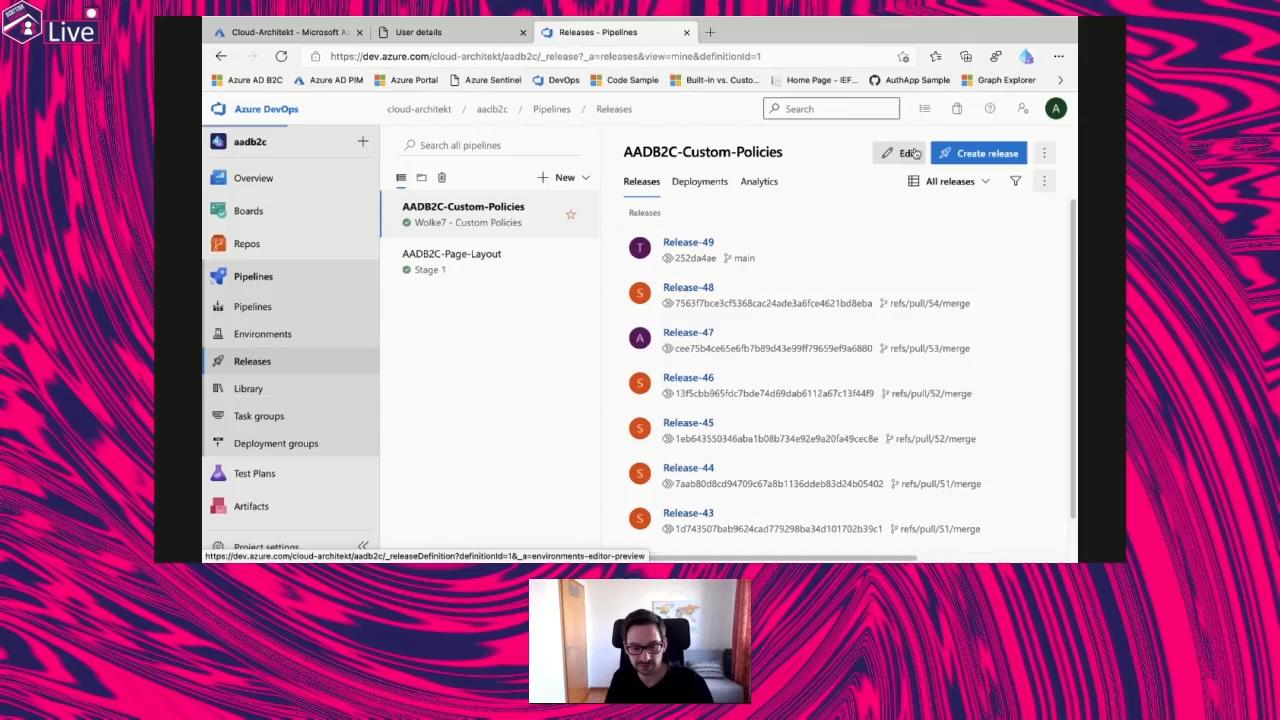 Live
Cloud-Architekt - Microsoft Az
User details
Releases - Pipelines
https://dev.azure.com/cloud-architekt/aadb2c/_release?_a=releases&view=mine&definitionId=1
Azure AD B2C
Azure AD PIM
Azure Portal
Azure Sentinel
DevOps
Code Sample
Built-in vs. Custo...
Home Page - IEF...
AuthApp Sample
Graph Explorer
Azure DevOps
cloud-architekt / aadb2c / Pipelines / Releases
Search
A
aadb2c
Overview
Boards
Repos
Pipelines
Pipelines
Environments
Releases
Library
Task groups
Deployment groups
Test Plans
Artifacts
Project settings
Search all pipelines
New
AADB2C-Custom-Policies
Wolke7 - Custom Policies
AADB2C-Page-Layout
Stage 1
AADB2C-Custom-Policies
Edit
Create release
Releases
Deployments
Analytics
All releases
Releases
T
Release-49
252da4ae main
S
Release-48
7563f7bce3cf5368cac24ade3a6fce4621bd8eba refs/pull/54/merge
A
Release-47
cee75b4ce65e6fb7b89d43e99ff79659ef9a6880 refs/pull/53/merge
S
Release-46
13f5cbb965fdc7bde74d69dab6112a67c13f44f9 refs/pull/52/merge
S
Release-45
1eb643550346aba1b08b734e92e9a20fa49cec8e refs/pull/52/merge
S
Release-44
7aab80d8cd94709c67a8b1136ddeb83d24b05402 refs/pull/51/merge
S
Release-43
1d743507bab9624cad779298ba34d101702b39c1 refs/pull/51/merge
https://dev.azure.com/cloud-architekt/aadb2c/_releaseDefinition?definitionId=1&_a=environments-editor-preview